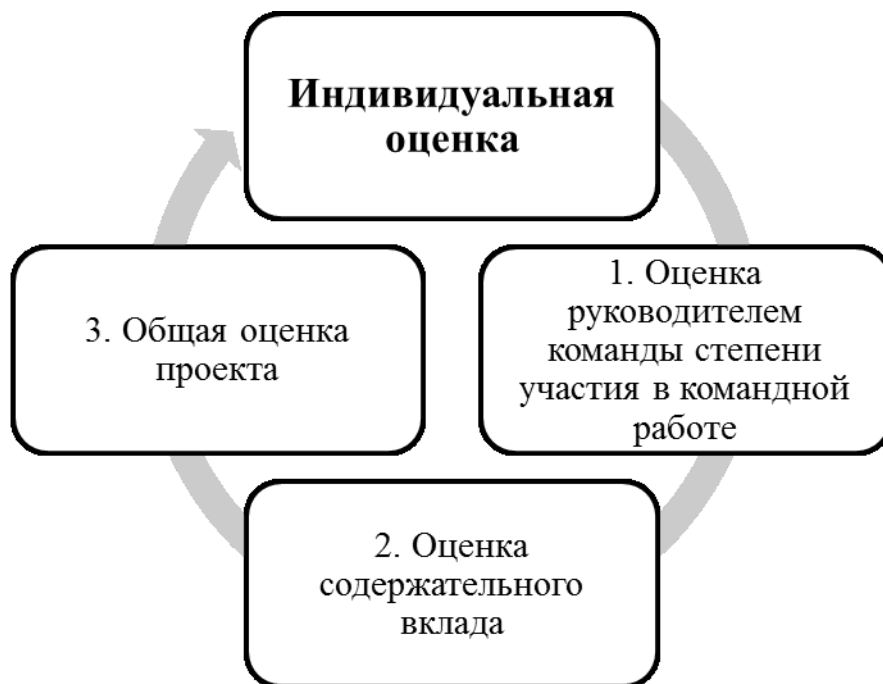 Индивидуальная
оценка
1. Оценка
руководителем
команды степени
участия в командной
работе
2. Оценка
содержательного
вклада
3. Общая оценка
проекта